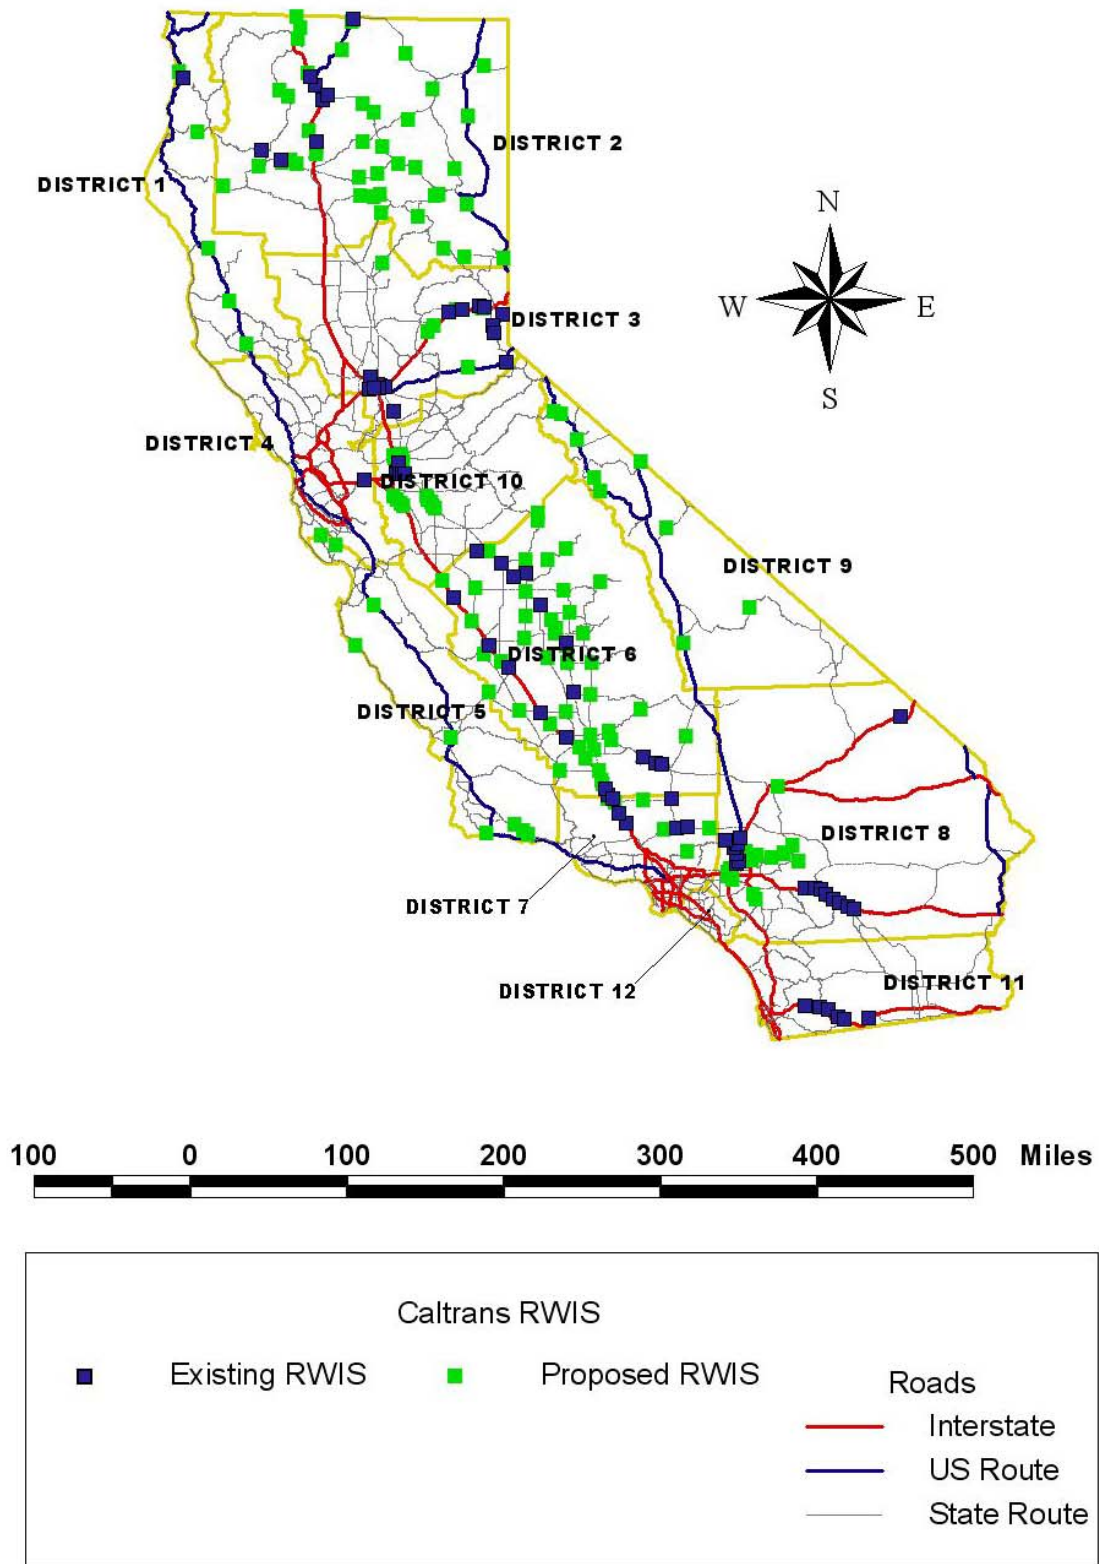 DISTRICT 2
DISTRICT 1
N
W
E
S
DISTRICT 3
DISTRICT 4
DISTRICT 10
DISTRICT 9
DISTRICT 6
DISTRICT 5
DISTRICT 8
DISTRICT 7
DISTRICT 12
DISTRICT 11
100 0 100 200 300 400 500 Miles
Caltrans RWIS
Existing RWIS
Proposed RWIS
Roads
Interstate
US Route
State Route